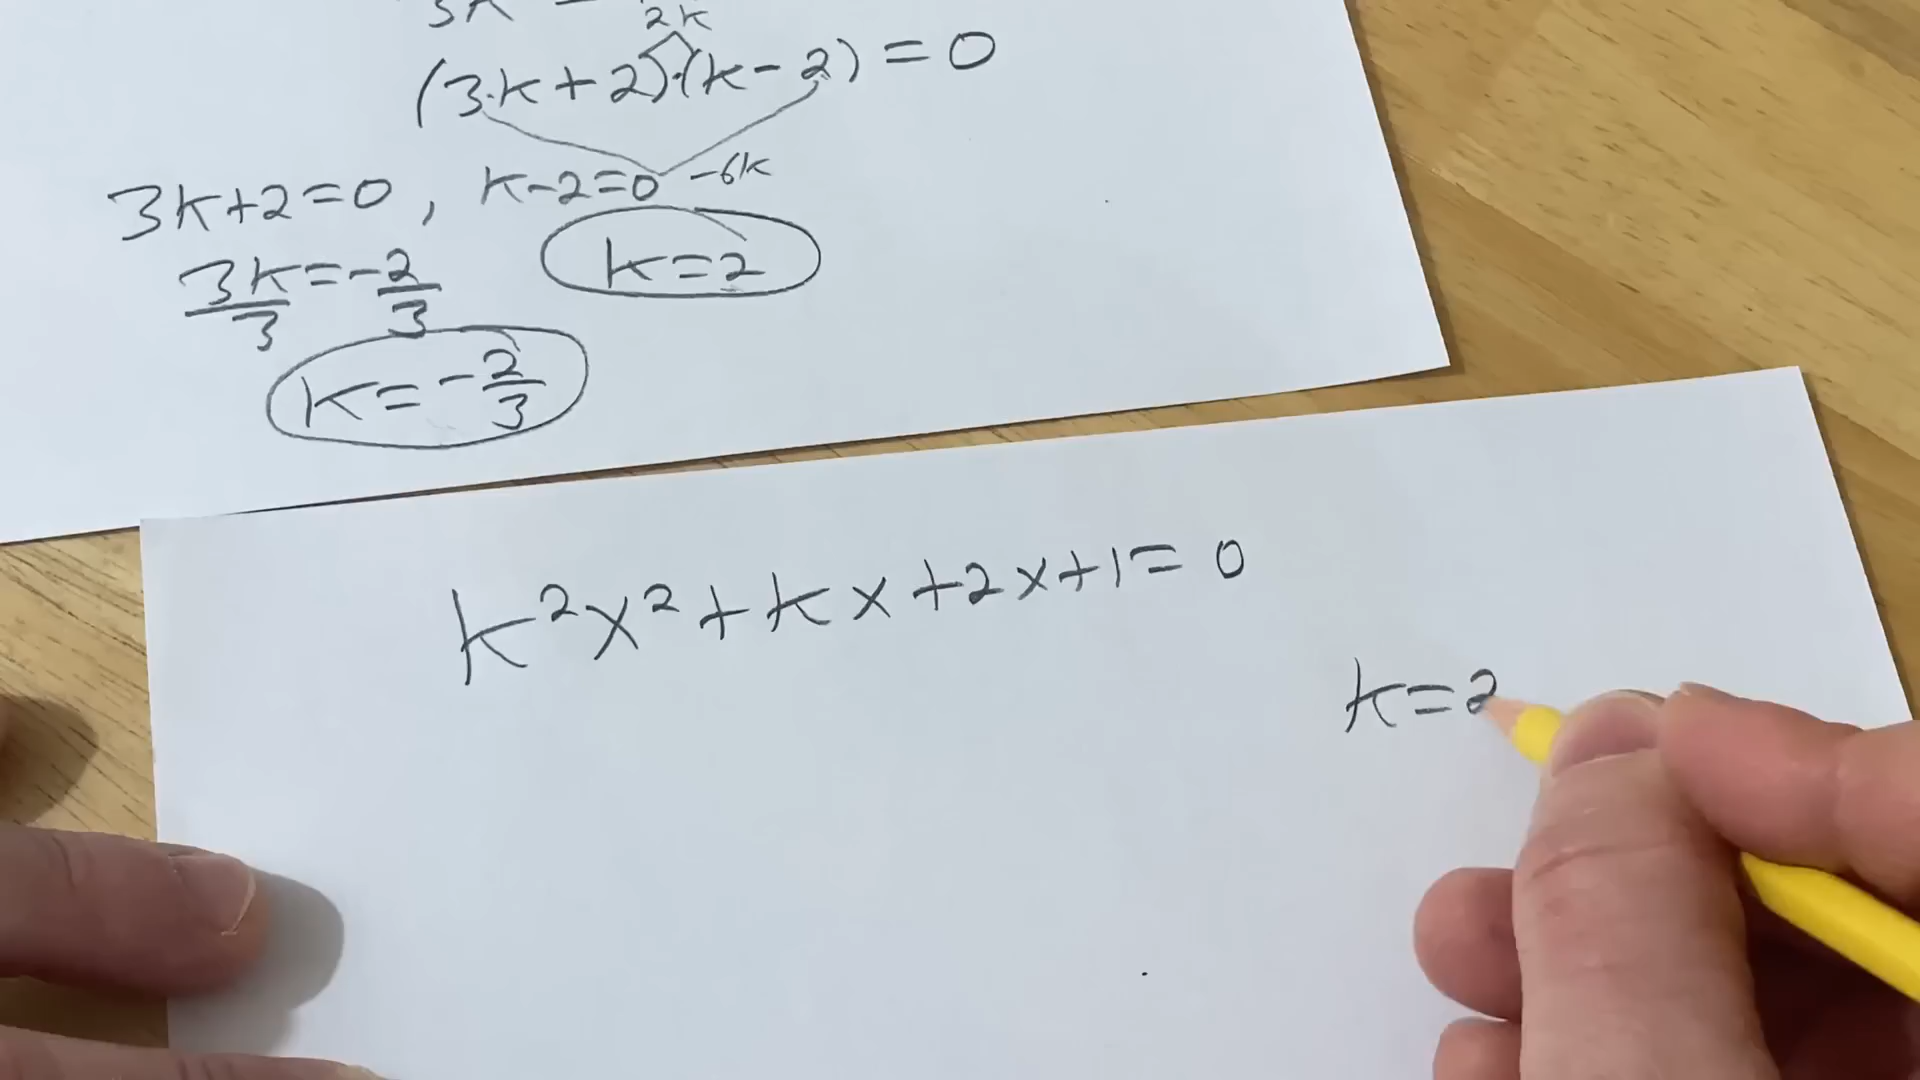 2k
(3·k+2)·(k-2)=0
3k+2=0, k-2=0 -6k
3k/3=-2/3 k=2
k=-2/3
k²x²+kx+2x+1=0
k=2